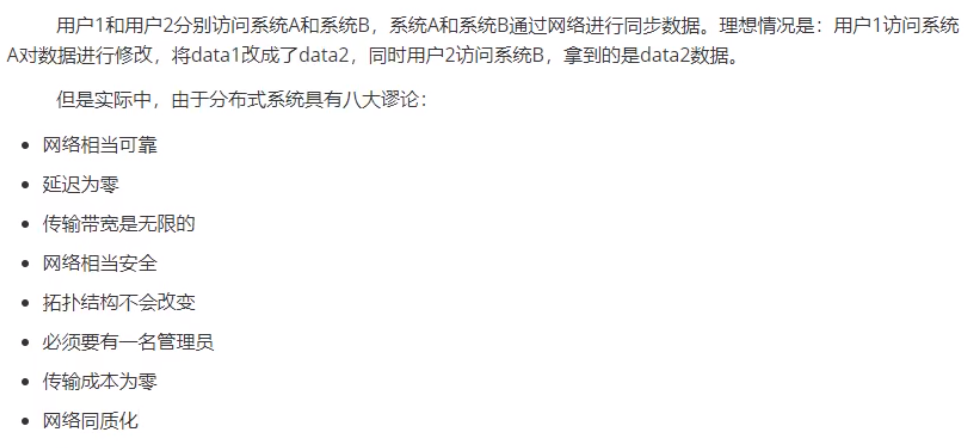 用户1和用户2分别访问系统A和系统B，系统A和系统B通过网络进行同步数据。理想情况是：用户1访问系统
A对数据进行修改，将data1改成了data2，同时用户2访问系统B，拿到的是data2数据。
但是实际中，由于分布式系统具有八大谬论：
• 网络相当可靠
• 延迟为零
• 传输带宽是无限的
• 网络相当安全
• 拓扑结构不会改变
• 必须要有一名管理员
• 传输成本为零
• 网络同质化